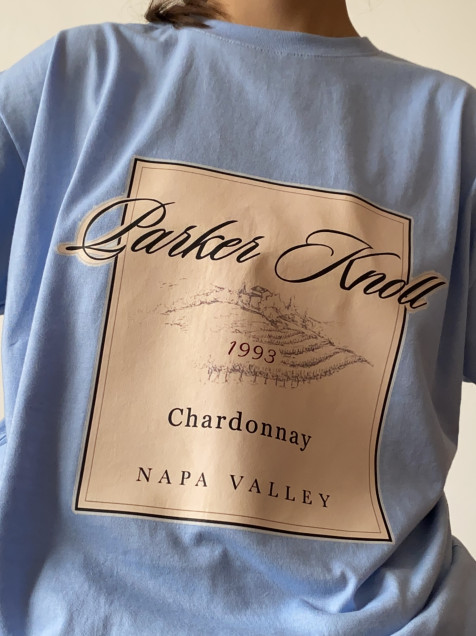 Parker Knoll
1993
Chardonnay
NAPA VALLEY